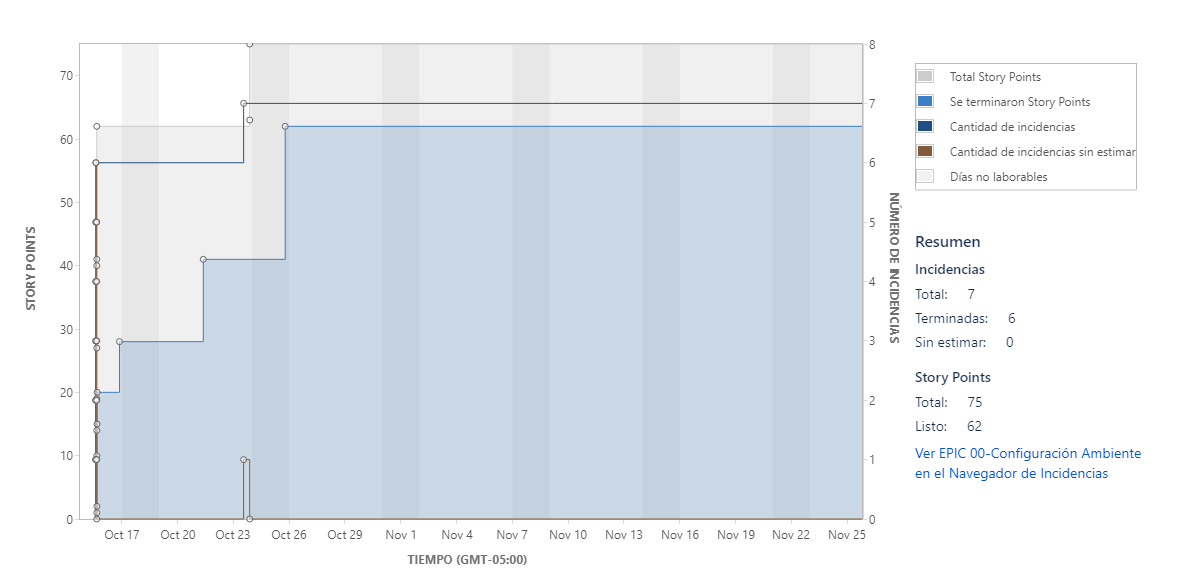 70
60
50
40
30
20
10
0
STORY POINTS
8
7
6
5
4
3
2
1
0
NÚMERO DE INCIDENCIAS
Oct 17 Oct 20 Oct 23 Oct 26 Oct 29 Nov 1 Nov 4 Nov 7 Nov 10 Nov 13 Nov 16 Nov 19 Nov 22 Nov 25
TIEMPO (GMT-05:00)
Total Story Points
Se terminaron Story Points
Cantidad de incidencias
Cantidad de incidencias sin estimar
Días no laborables
Resumen
Incidencias
Total: 7
Terminadas: 6
Sin estimar: 0
Story Points
Total: 75
Listo: 62
Ver EPIC 00-Configuración Ambiente
en el Navegador de Incidencias